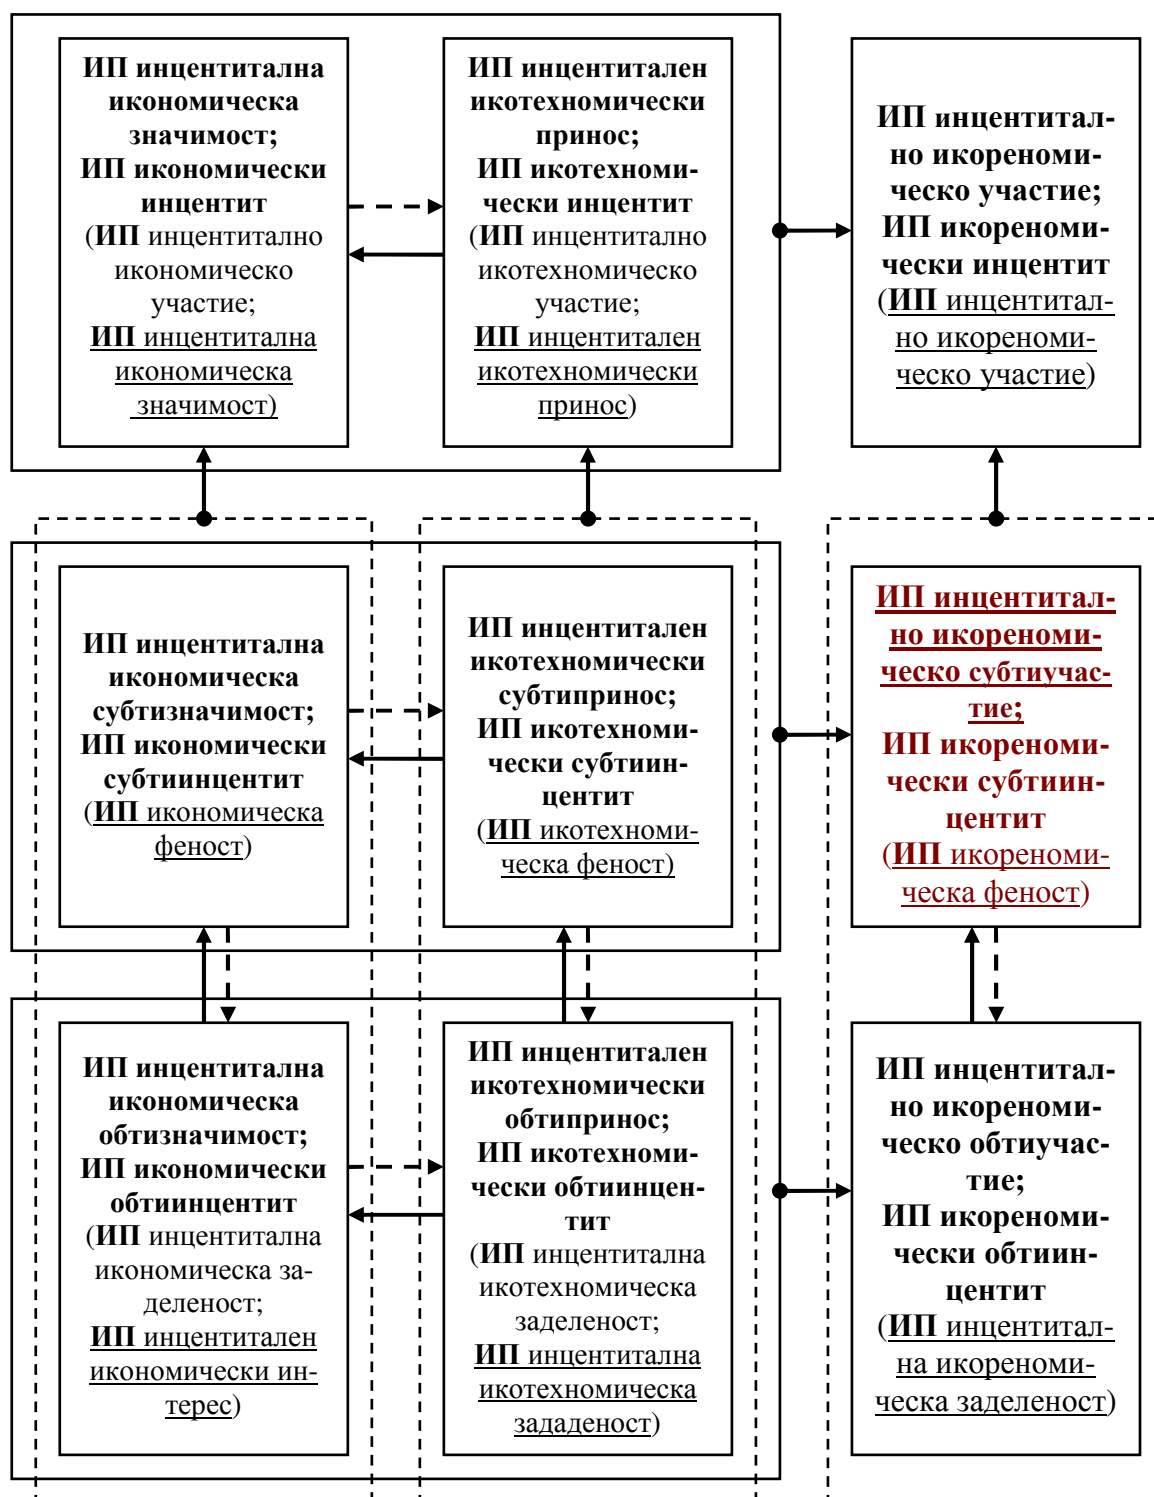 ИП инцентитална
икономическа
значимост;
ИП икономически
инцентит
(ИП инцентитално
икономическо
участие;
ИП инцентитална
икономическа
значимост)
ИП инцентитален
икотехномически
принос;
ИП икотехноми-
чески инцентит
(ИП инцентитално
икотехномическо
участие;
ИП инцентитален
икотехномически
принос)
ИП инцентитал-
но икореноми-
ческо участие;
ИП икореноми-
чески инцентит
(ИП инцентитал-
но икореноми-
ческо участие)
ИП инцентитална
икономическа
субтизначимост;
ИП икономически
субтиинцентит
(ИП икономическа
феност)
ИП инцентитален
икотехномически
субтипринос;
ИП икотехноми-
чески субтиин-
центит
(ИП икотехноми-
ческа феност)
ИП инцентитал-
но икореноми-
ческо субтиучас-
тие;
ИП икореноми-
чески субтиин-
центит
(ИП икореноми-
ческа феност)
ИП инцентитална
икономическа
обтизначимост;
ИП икономически
обтиинцентит
(ИП инцентитална
икономическа за-
деленост;
ИП инцентитален
икономически ин-
терес)
ИП инцентитален
икотехномически
обтипринос;
ИП икотехноми-
чески обтиинцен-
тит
(ИП инцентитална
икотехномическа
заделеност;
ИП инцентитална
икотехномическа
зададеност)
ИП инцентитал-
но икореноми-
ческо обтиучас-
тие;
ИП икореноми-
чески обтиин-
центит
(ИП инцентитал-
на икореноми-
ческа заделеност)